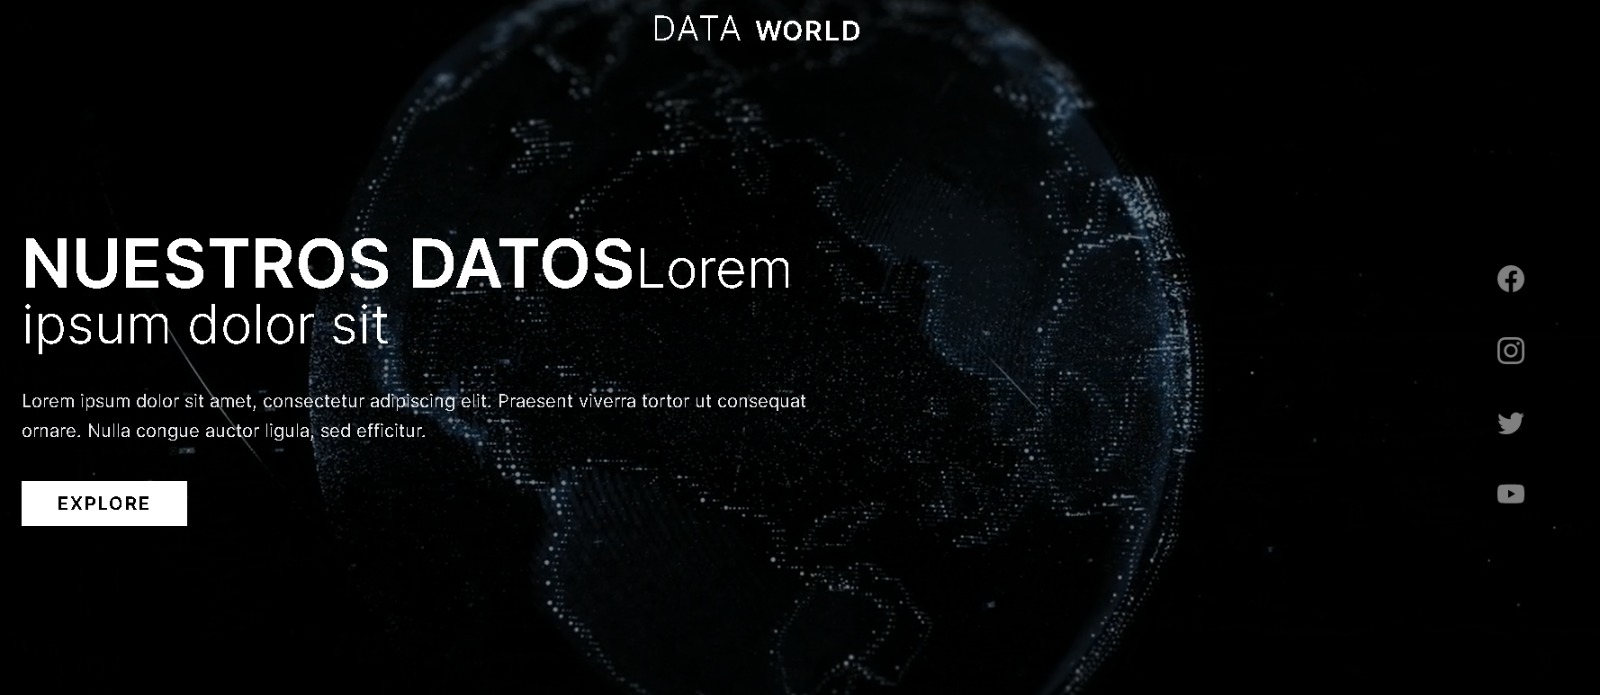 DATA WORLD
NUESTROS DATOSLorem
ipsum dolor sit
Lorem ipsum dolor sit amet, consectetur adipiscing elit. Praesent viverra tortor ut consequat
ornare. Nulla congue auctor ligula, sed efficitur.
EXPLORE